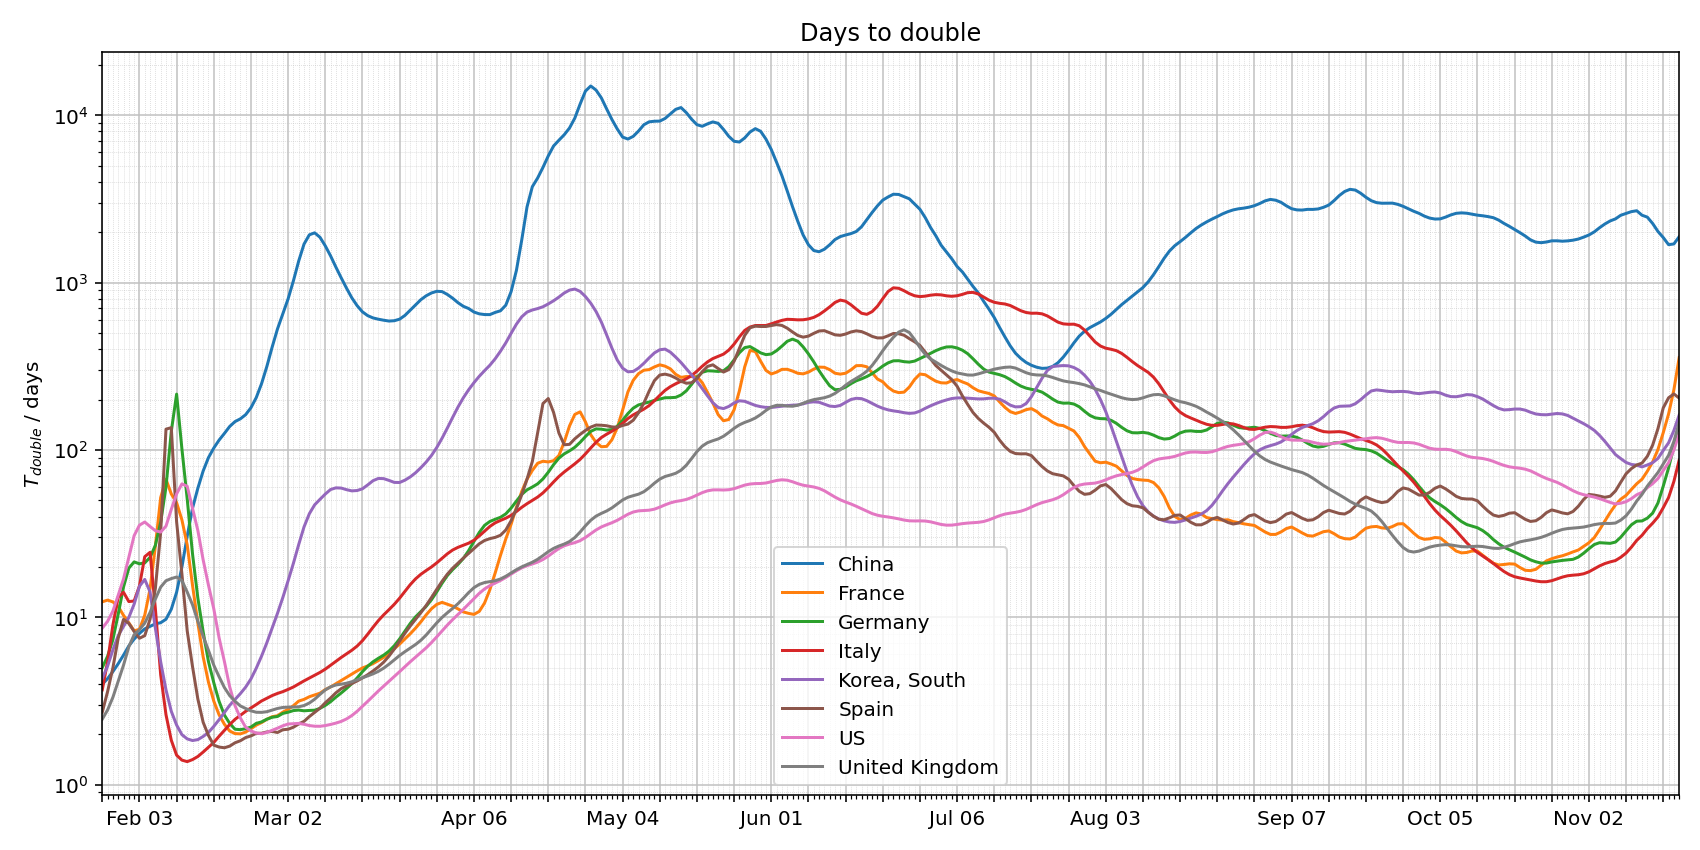 Days to double
T_double / days
10^4
10^3
10^2
10^1
10^0
Feb 03
Mar 02
Apr 06
May 04
Jun 01
Jul 06
Aug 03
Sep 07
Oct 05
Nov 02
China
France
Germany
Italy
Korea, South
Spain
US
United Kingdom